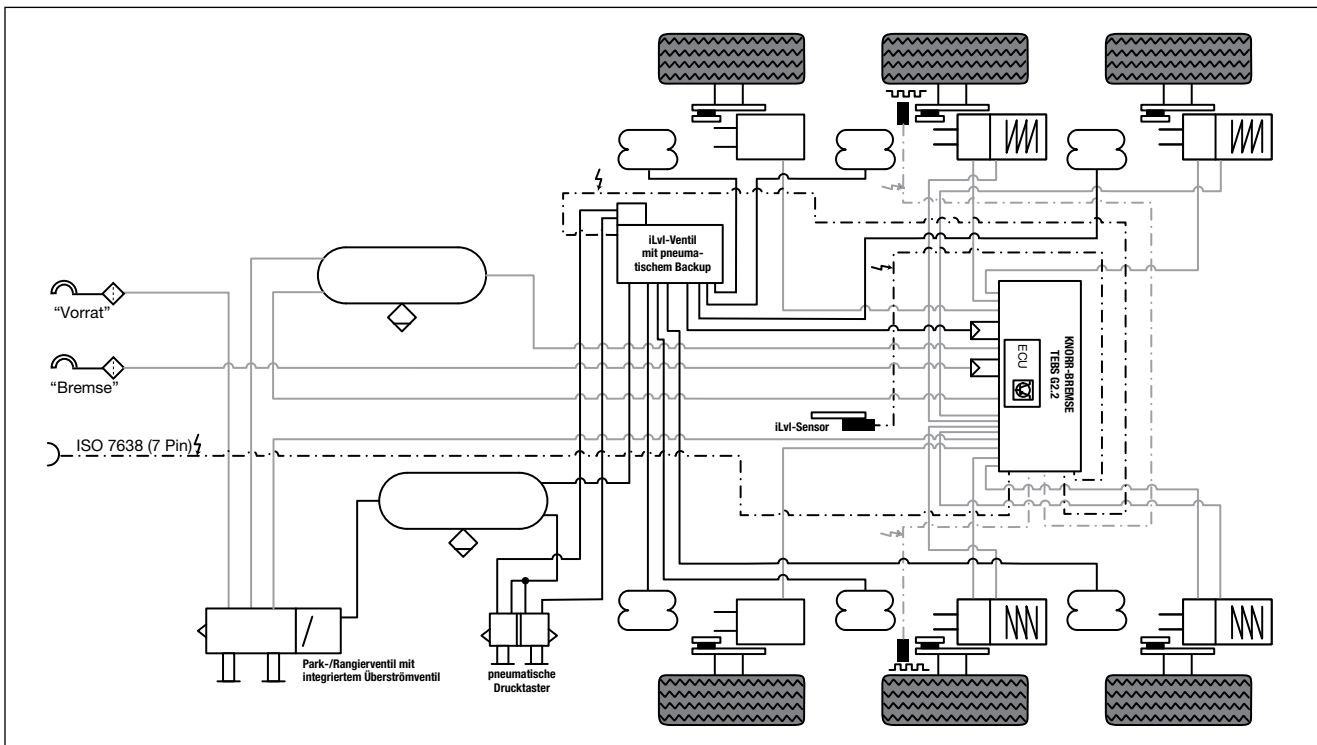 iLvl-Ventil
mit pneuma-
tischem Backup
"Vorrat"
"Bremse"
ISO 7638 (7 Pin)
KNORR-BREMSE
TEBS G2.2
ECU
iLvl-Sensor
Park-/Rangierventil mit
integriertem Überströmventil
pneumatische
Drucktaster